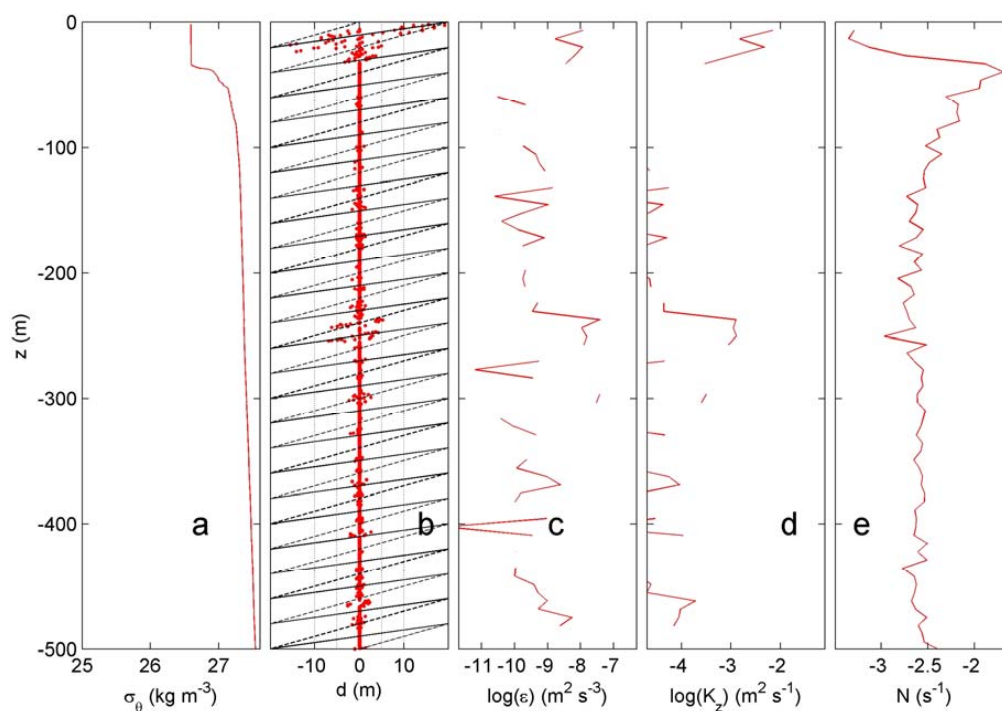 0
-100
-200
-300
-400
-500
z (m)
a
b
c
d
e
25 26 27
σθ (kg m-3)
-10 0 10
d (m)
-11 -10 -9 -8 -7
log(ε) (m2 s-3)
-4 -3 -2
log(Kz) (m2 s-1)
-3 -2.5 -2
N (s-1)